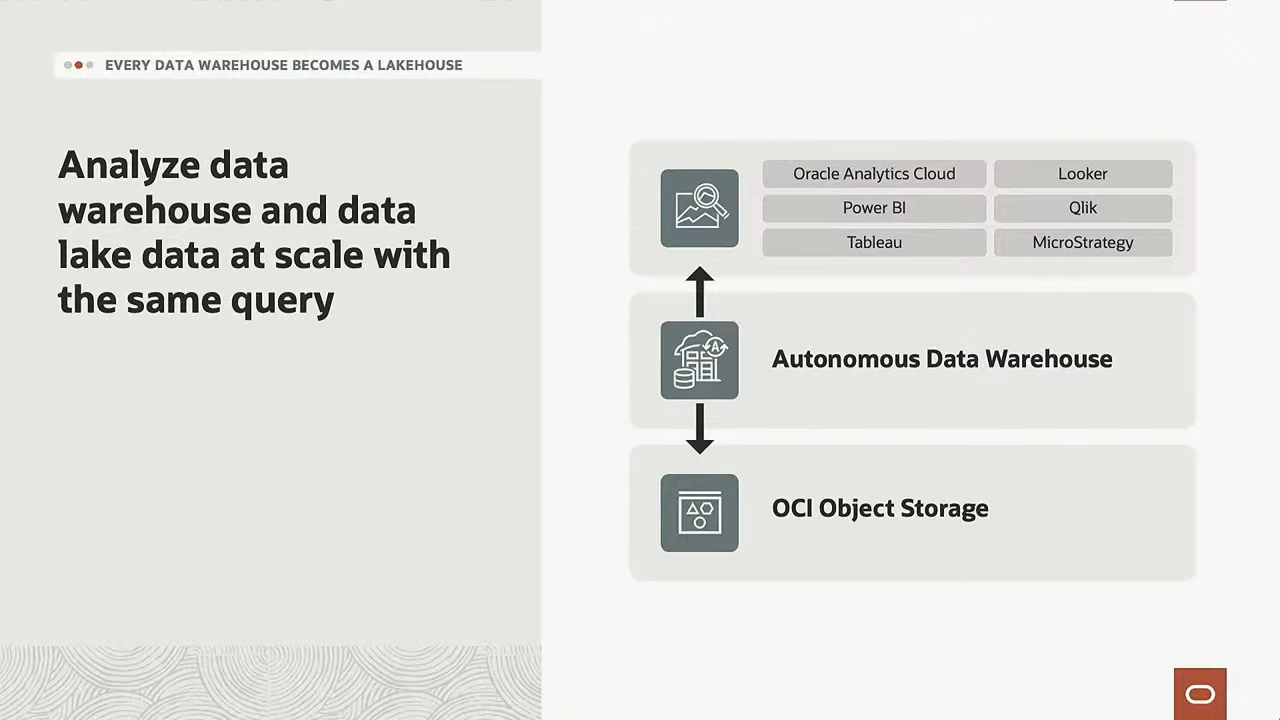 EVERY DATA WAREHOUSE BECOMES A LAKEHOUSE
Analyze data
warehouse and data
lake data at scale with
the same query
Oracle Analytics Cloud
Looker
Power BI
Qlik
Tableau
MicroStrategy
A
Autonomous Data Warehouse
OCI Object Storage